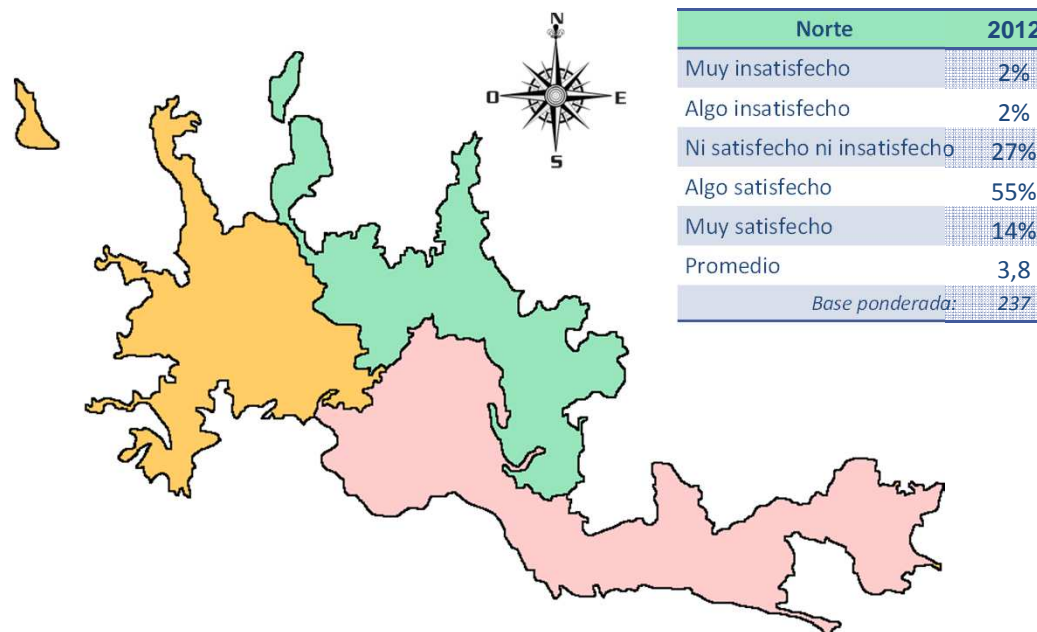 N
O E
S
Norte 2012
Muy insatisfecho 2%
Algo insatisfecho 2%
Ni satisfecho ni insatisfecho 27%
Algo satisfecho 55%
Muy satisfecho 14%
Promedio 3,8
Base ponderada: 237